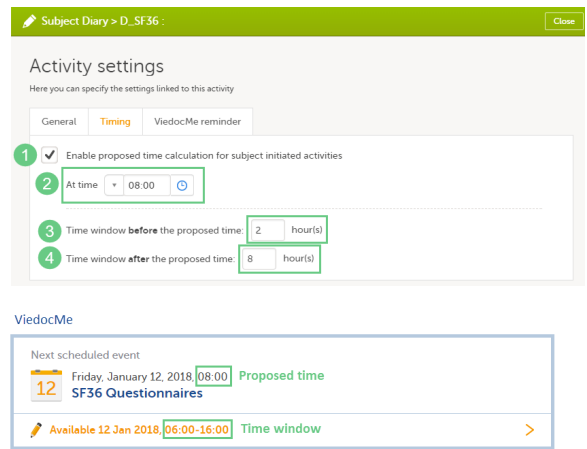 Subject Diary > D_SF36 :
Close
Activity settings
Here you can specify the settings linked to this activity
General Timing ViedocMe reminder
1 Enable proposed time calculation for subject initiated activities
2 At time 08:00
3 Time window before the proposed time: 2 hour(s)
4 Time window after the proposed time: 8 hour(s)
ViedocMe
Next scheduled event
Friday, January 12, 2018, 08:00 Proposed time
12 SF36 Questionnaires
Available 12 Jan 2018, 06:00-16:00 Time window